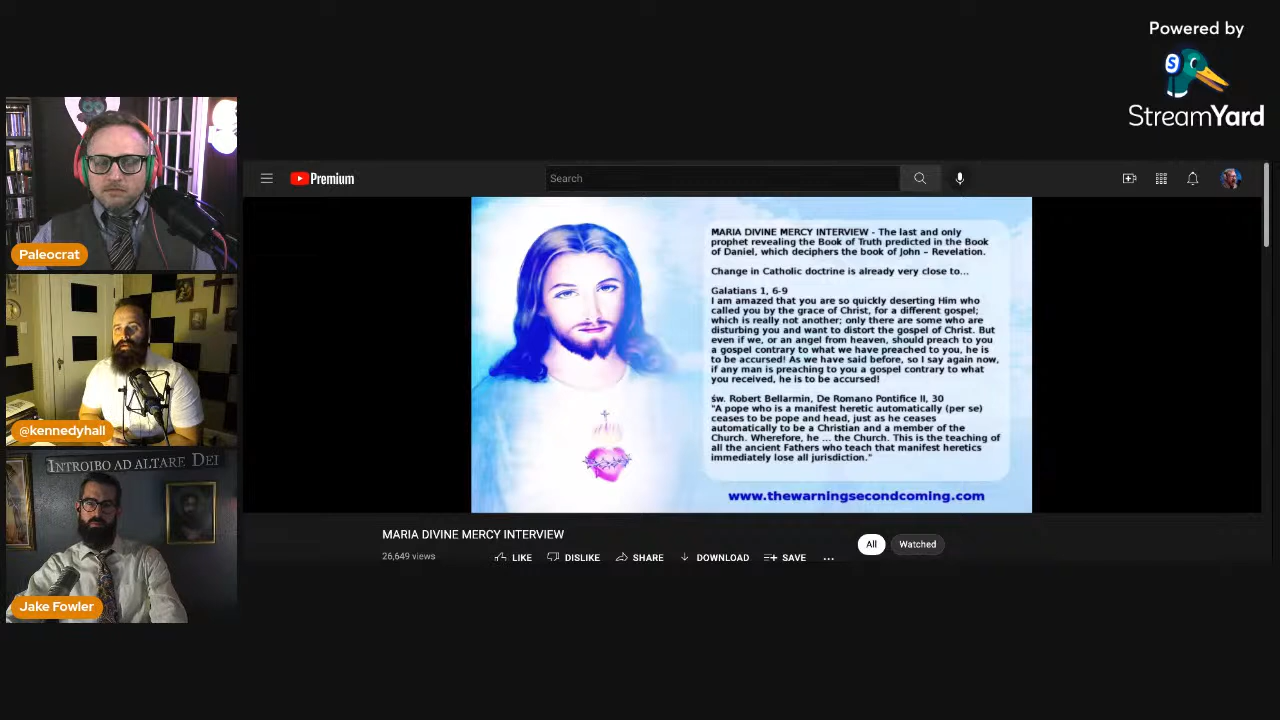 Powered by
StreamYard
Premium
Search
Paleocrat
@kennedyhall
INTROIBO AD ALTARE DEI
Jake Fowler
MARIA DIVINE MERCY INTERVIEW - The last and only
prophet revealing the Book of Truth predicted in the Book
of Daniel, which deciphers the book of John – Revelation.
Change in Catholic doctrine is already very close to...
Galatians 1, 6-9
I am amazed that you are so quickly deserting Him who
called you by the grace of Christ, for a different gospel;
which is really not another; only there are some who are
disturbing you and want to distort the gospel of Christ. But
even if we, or an angel from heaven, should preach to you
a gospel contrary to what we have preached to you, he is
to be accursed! As we have said before, so I say again now,
if any man is preaching to you a gospel contrary to what
you received, he is to be accursed!
św. Robert Bellarmin, De Romano Pontifice II, 30
"A pope who is a manifest heretic automatically (per se)
ceases to be pope and head, just as he ceases
automatically to be a Christian and a member of the
Church. Wherefore, he ... the Church. This is the teaching of
all the ancient Fathers who teach that manifest heretics
immediately lose all jurisdiction."
www.thewarningsecondcoming.com
MARIA DIVINE MERCY INTERVIEW
26,649 views
LIKE
DISLIKE
SHARE
DOWNLOAD
SAVE
...
All
Watched